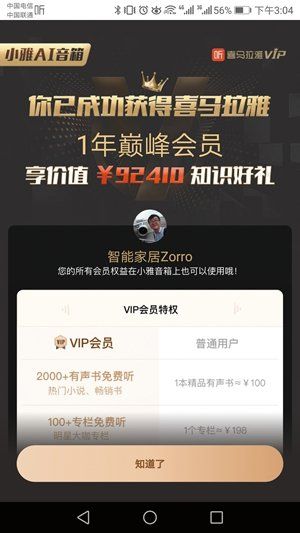 中国电信
中国联通
听
56% 下午3:04
小雅AI音箱
听 喜马拉雅VIP
你已成功获得喜马拉雅
1年巅峰会员
享价值 ￥92410 知识好礼
智能家居Zorro
您的所有会员权益在小雅音箱上也可以使用哦！
VIP会员特权
VIP VIP会员 普通用户
2000+有声书免费听
热门小说、畅销书
1本精品有声书≈￥100
100+专栏免费听
明星大咖专栏
1个专栏≈￥198
知道了